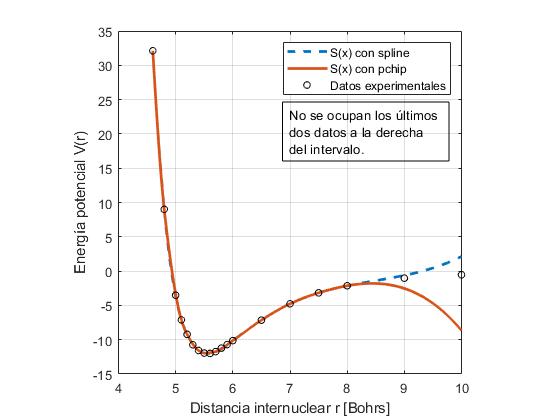 35
30
25
20
15
10
5
0
-5
-10
-15
4
5
6
7
8
9
10
Energía potencial V(r)
Distancia internuclear r [Bohrs]
S(x) con spline
S(x) con pchip
Datos experimentales
No se ocupan los últimos
dos datos a la derecha
del intervalo.